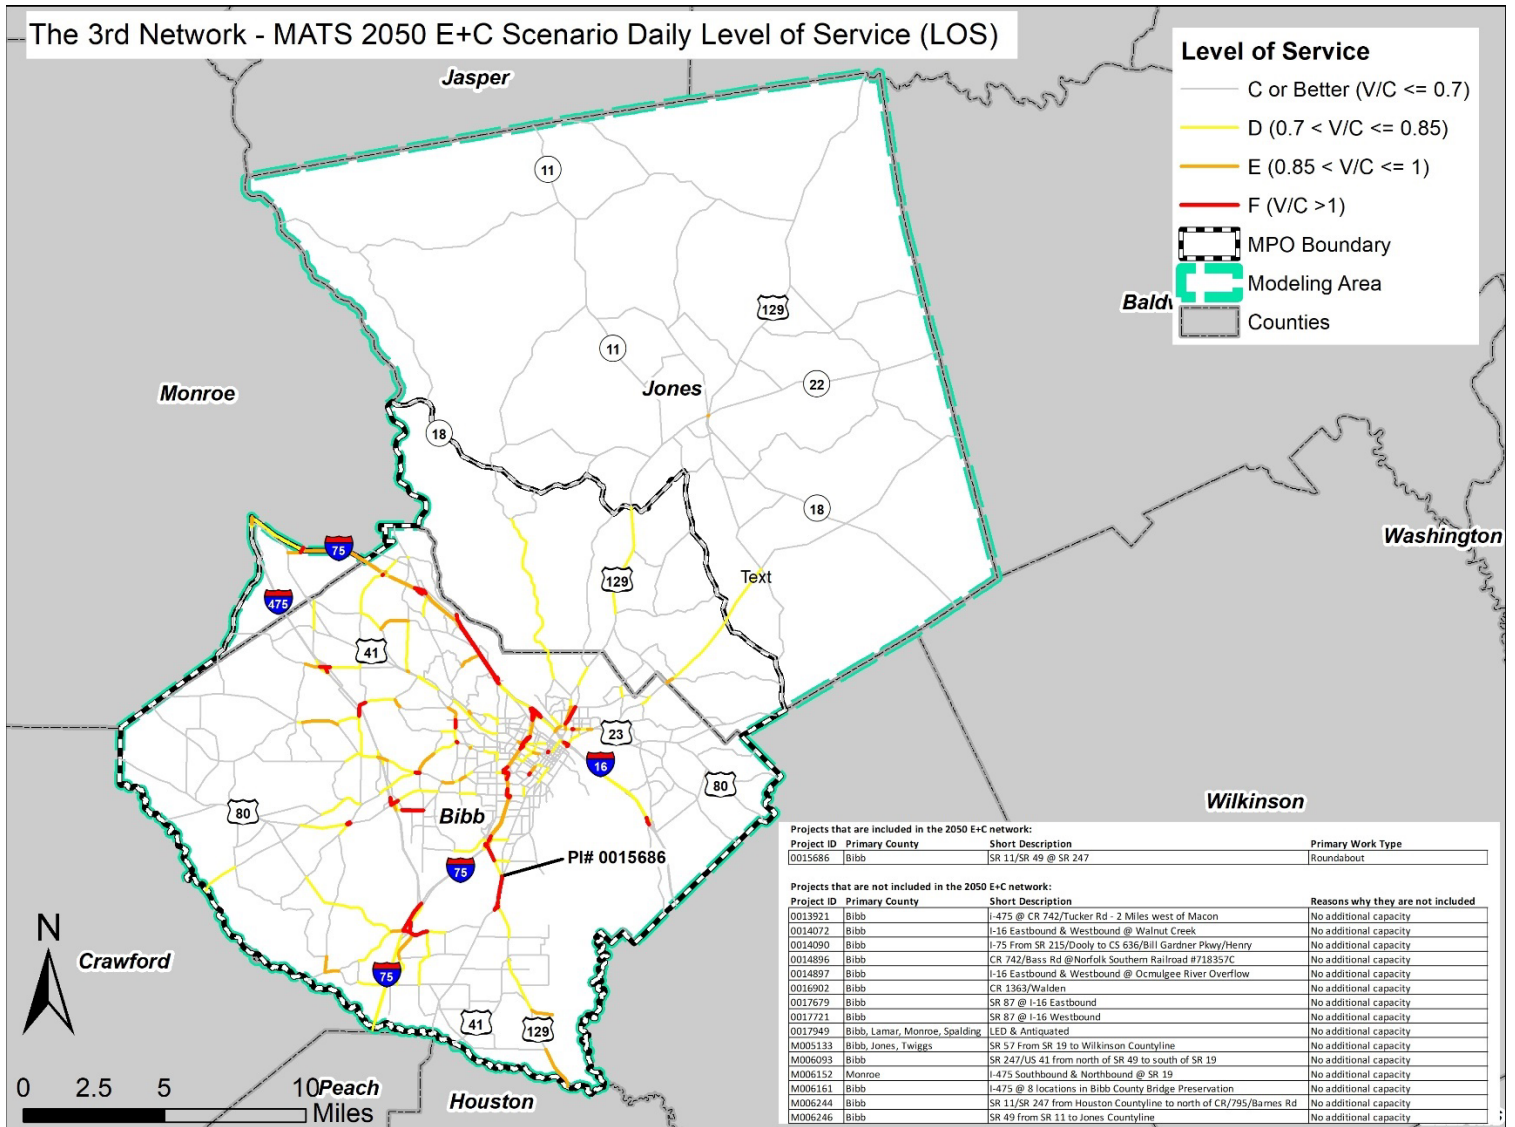 The 3rd Network - MATS 2050 E+C Scenario Daily Level of Service (LOS)
Level of Service
C or Better (V/C <= 0.7)
D (0.7 < V/C <= 0.85)
E (0.85 < V/C <= 1)
F (V/C >1)
MPO Boundary
Modeling Area
Counties
Jasper
11
129
11
Jones
22
Monroe
18
18
Washington
75
129
Text
475
41
23
16
80
80
Bibb
Wilkinson
PI# 0015686
75
N
Crawford
75
41
129
0 2.5 5 10
Miles
Peach
Houston
Projects that are included in the 2050 E+C network:
Project ID Primary County Short Description Primary Work Type
0015686 Bibb SR 11/SR 49 @ SR 247 Roundabout
Projects that are not included in the 2050 E+C network:
Project ID Primary County Short Description Reasons why they are not included
0013921 Bibb i-475 @ CR 742/Tucker Rd - 2 Miles west of Macon No additional capacity
0014072 Bibb I-16 Eastbound & Westbound @ Walnut Creek No additional capacity
0014090 Bibb I-75 From SR 215/Dooly to CS 636/Bill Gardner Pkwy/Henry No additional capacity
0014896 Bibb CR 742/Bass Rd @Norfolk Southern Railroad #718357C No additional capacity
0014897 Bibb I-16 Eastbound & Westbound @ Ocmulgee River Overflow No additional capacity
0016902 Bibb CR 1363/Walden No additional capacity
0017679 Bibb SR 87 @ I-16 Eastbound No additional capacity
0017721 Bibb SR 87 @ I-16 Westbound No additional capacity
0017949 Bibb, Lamar, Monroe, Spalding LED & Antiquated No additional capacity
M005133 Bibb, Jones, Twiggs SR 57 From SR 19 to Wilkinson Countyline No additional capacity
M006093 Bibb SR 247/US 41 from north of SR 49 to south of SR 19 No additional capacity
M006152 Monroe I-475 Southbound & Northbound @ SR 19 No additional capacity
M006161 Bibb I-475 @ 8 locations in Bibb County Bridge Preservation No additional capacity
M006244 Bibb SR 11/SR 247 from Houston Countyline to north of CR/795/Barnes Rd No additional capacity
M006246 Bibb SR 49 from SR 11 to Jones Countyline No additional capacity